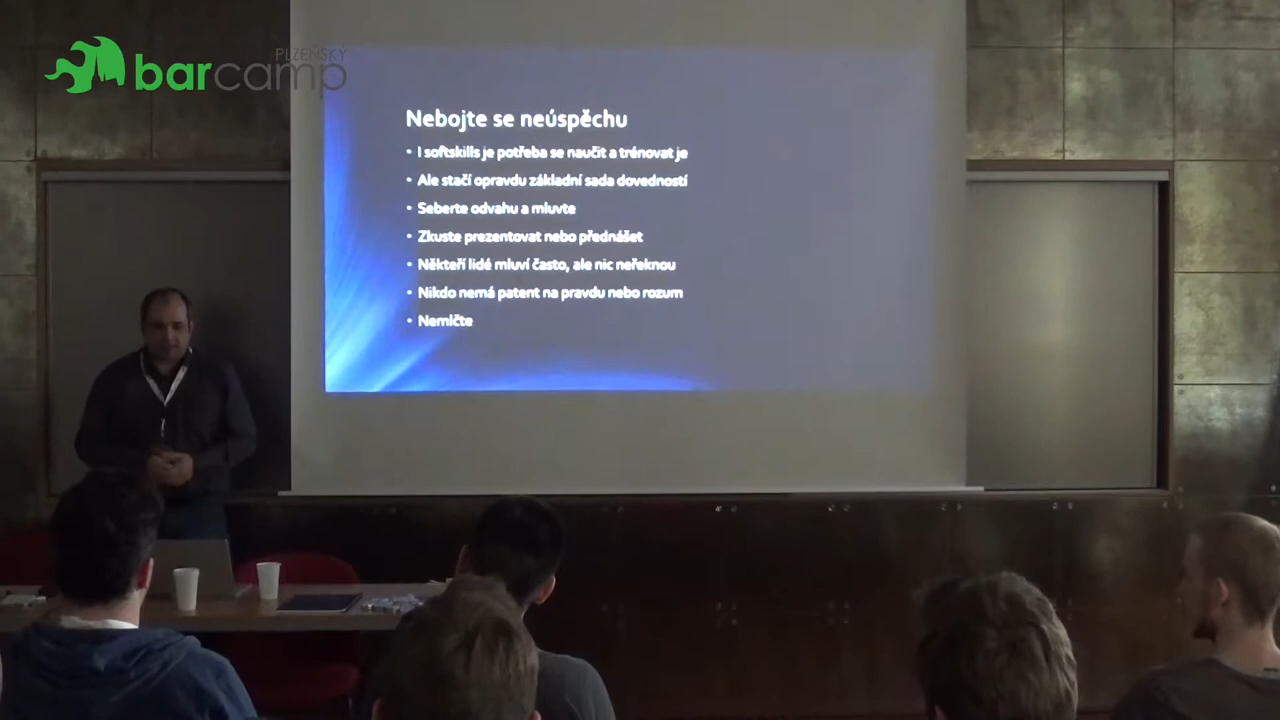 PLZEŇSKÝ
barcamp
Nebojte se neúspěchu
• I softskills je potřeba se naučit a trénovat je
• Ale stačí opravdu základní sada dovedností
• Seberte odvahu a mluvte
• Zkuste prezentovat nebo přednášet
• Někteří lidé mluví často, ale nic neřeknou
• Nikdo nemá patent na pravdu nebo rozum
• Nemlčte